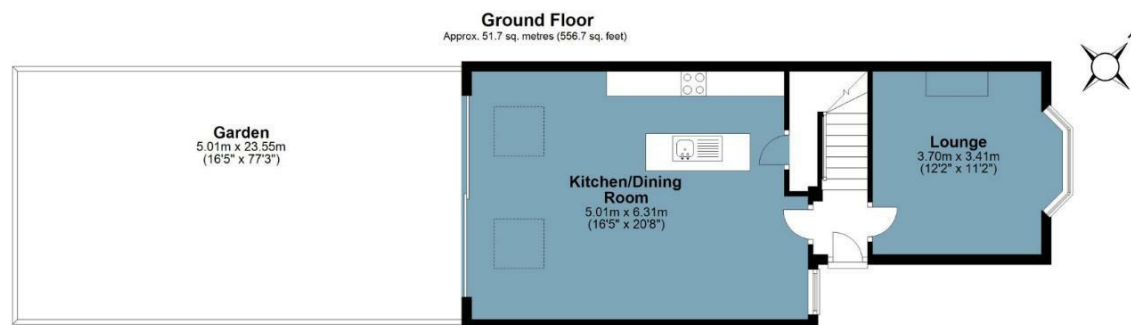 Ground Floor
Approx. 51.7 sq. metres (556.7 sq. feet)
Garden
5.01m x 23.55m
(16'5" x 77'3")
Lounge
3.70m x 3.41m
(12'2" x 11'2")
Kitchen/Dining
Room
5.01m x 6.31m
(16'5" x 20'8")